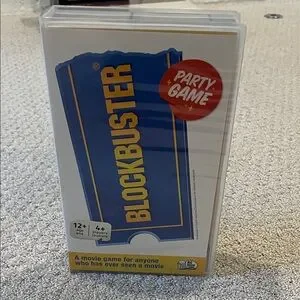 PARTY
GAME
BLOCKBUSTER®
12+
4+
A movie game for anyone
who has ever seen a movie